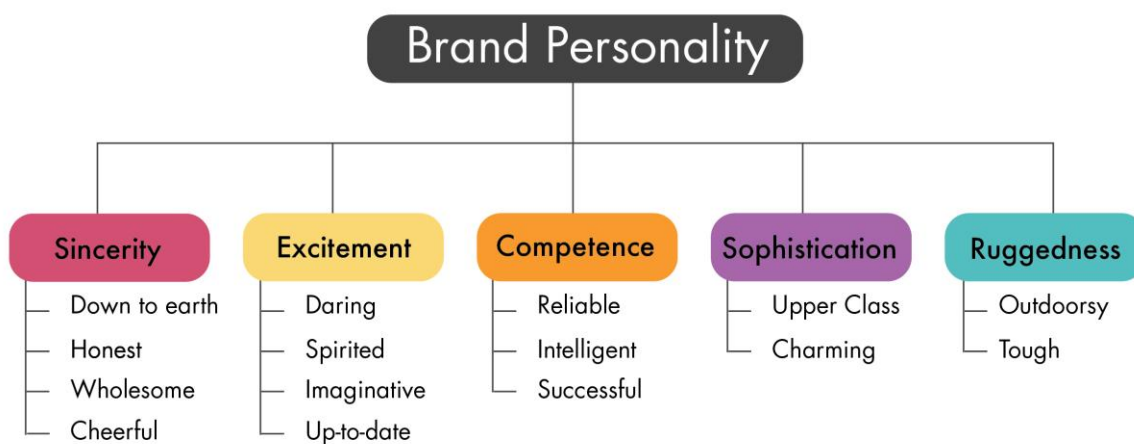 Brand Personality
Sincerity
Down to earth
Honest
Wholesome
Cheerful
Excitement
Daring
Spirited
Imaginative
Up-to-date
Competence
Reliable
Intelligent
Successful
Sophistication
Upper Class
Charming
Ruggedness
Outdoorsy
Tough